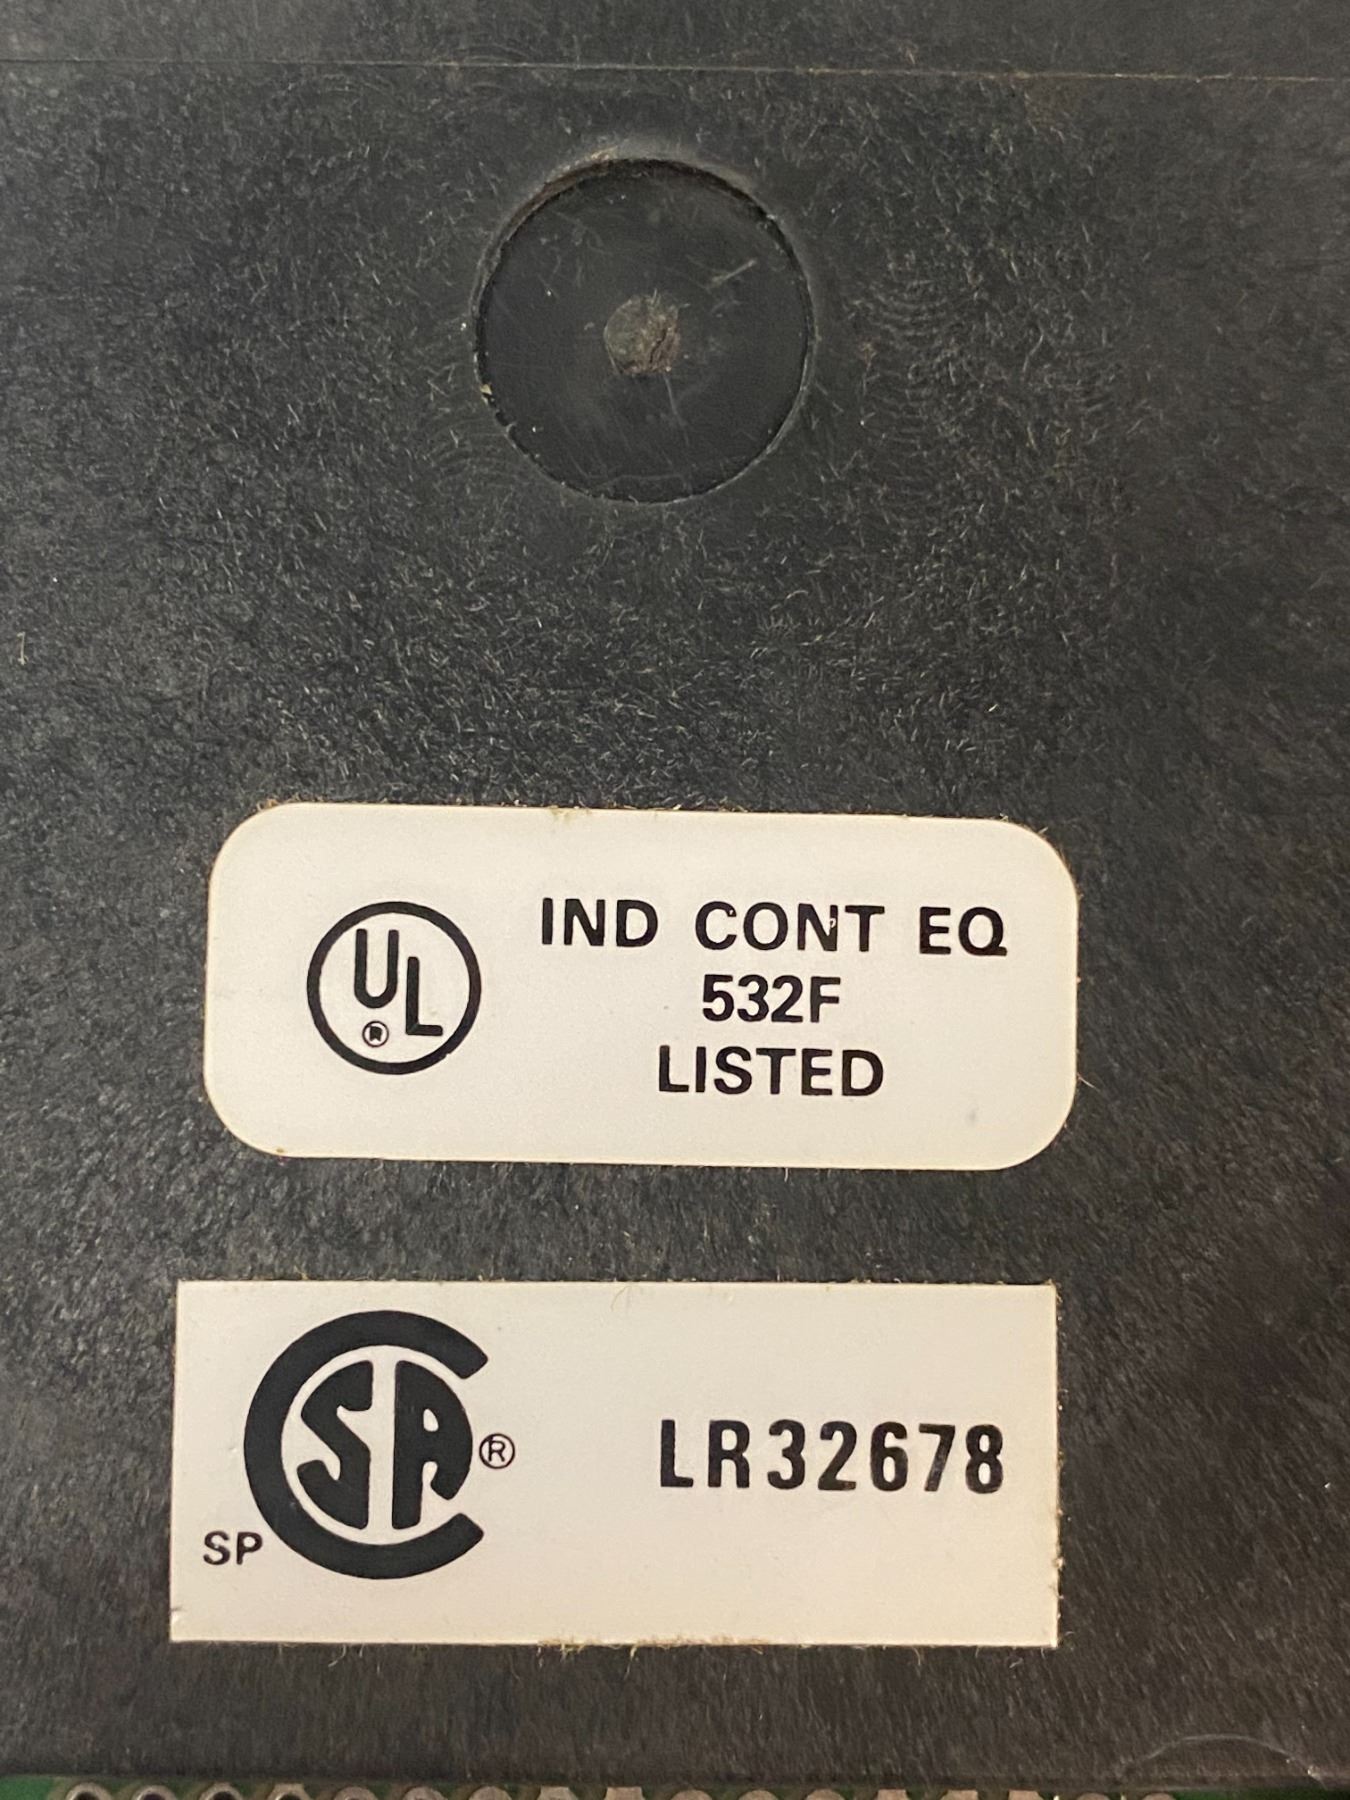 UL ®
IND CONT EQ
532F
LISTED
CSA ®
SP
LR32678